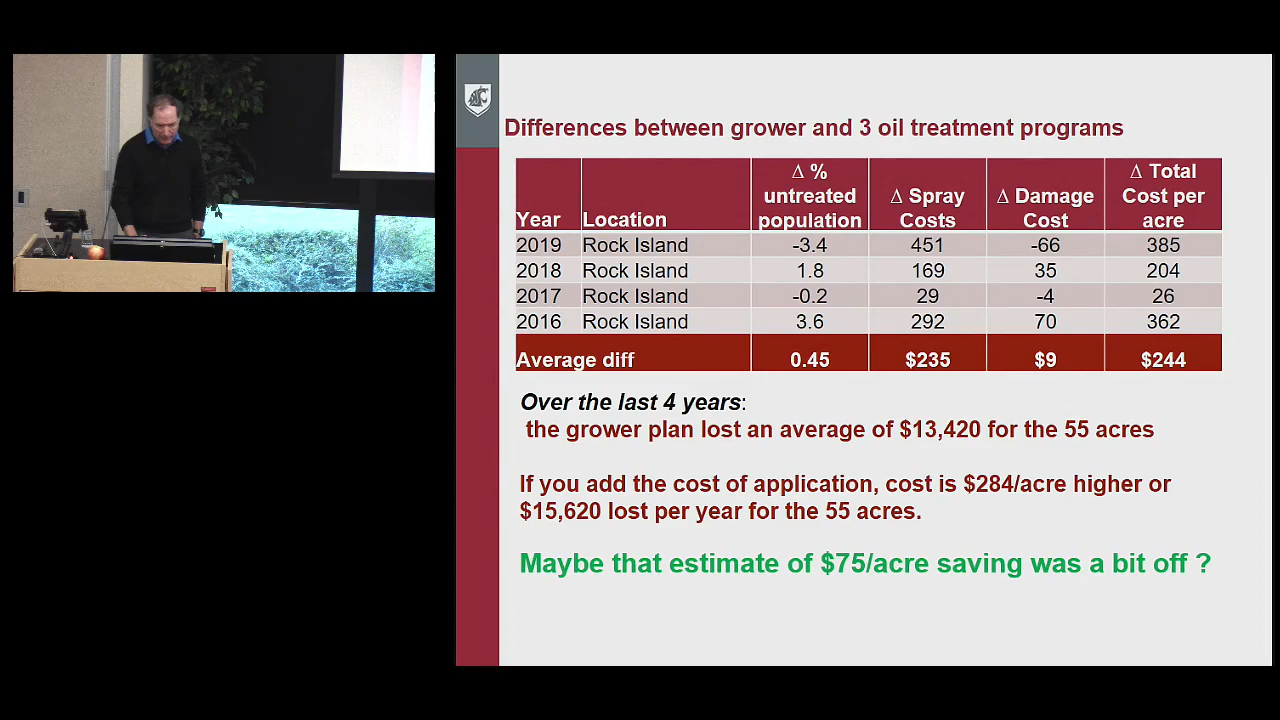 Differences between grower and 3 oil treatment programs
Year Location Δ % untreated population Δ Spray Costs Δ Damage Cost Δ Total Cost per acre
2019 Rock Island -3.4 451 -66 385
2018 Rock Island 1.8 169 35 204
2017 Rock Island -0.2 29 -4 26
2016 Rock Island 3.6 292 70 362
Average diff 0.45 $235 $9 $244
Over the last 4 years:
the grower plan lost an average of $13,420 for the 55 acres
If you add the cost of application, cost is $284/acre higher or
$15,620 lost per year for the 55 acres.
Maybe that estimate of $75/acre saving was a bit off ?